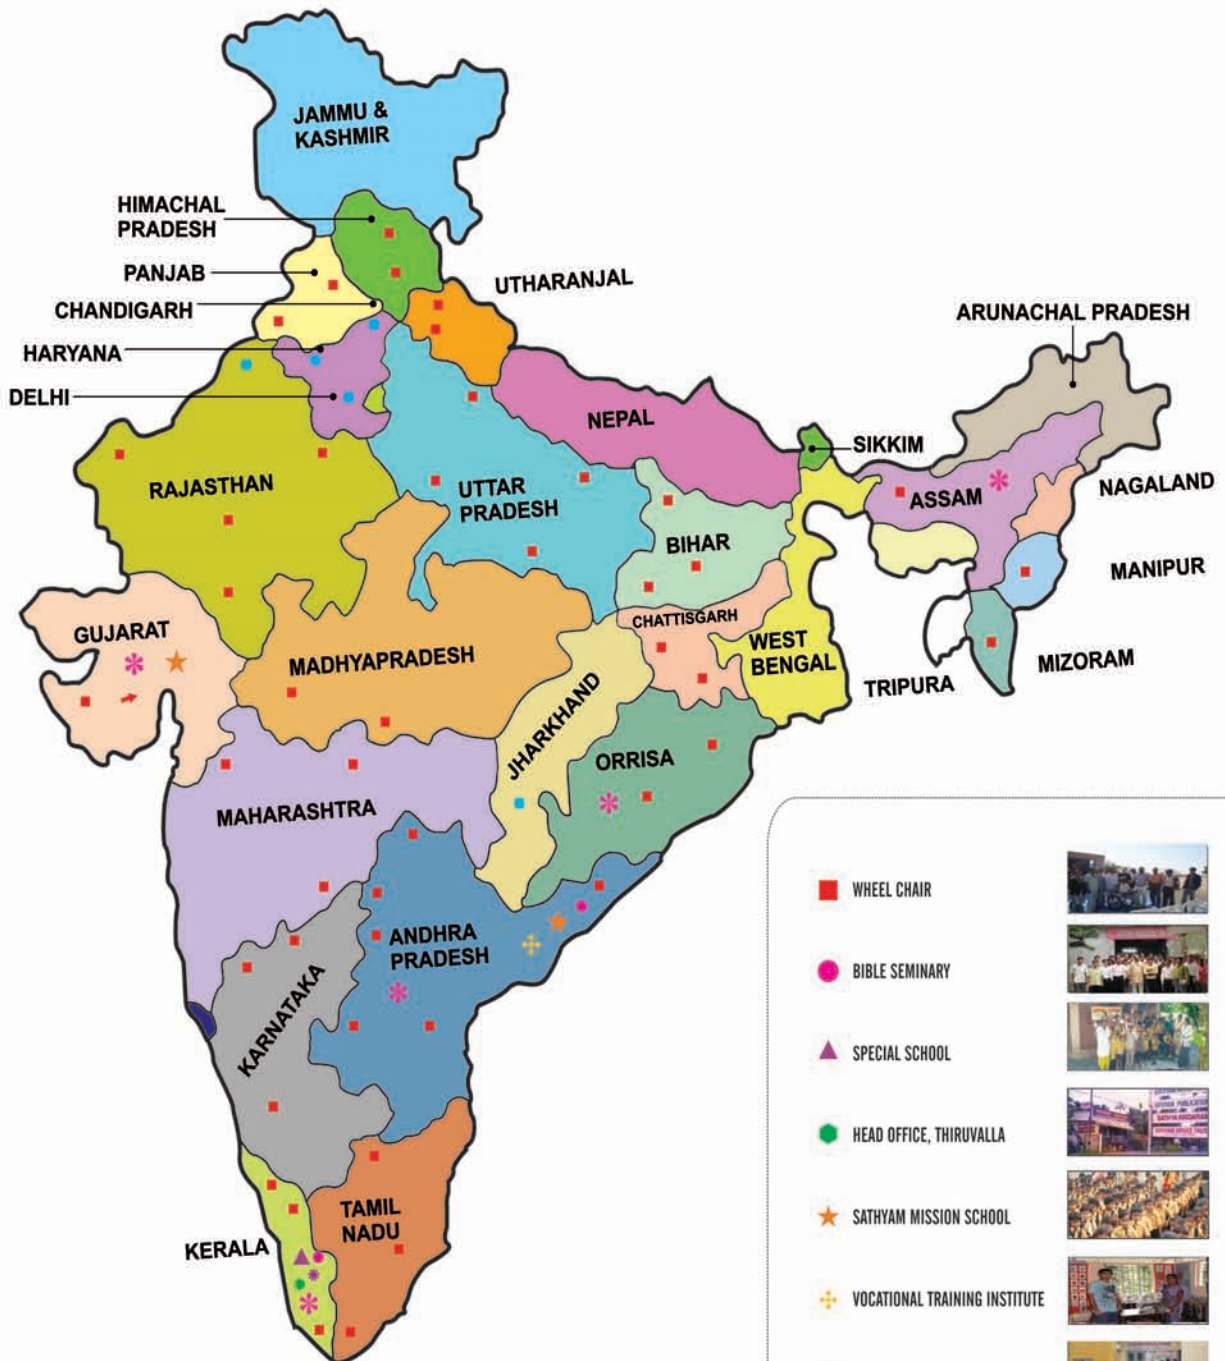 JAMMU &
KASHMIR
HIMACHAL
PRADESH
PANJAB
UTHARANJAL
CHANDIGARH
ARUNACHAL PRADESH
HARYANA
DELHI
NEPAL
SIKKIM
RAJASTHAN
UTTAR
PRADESH
ASSAM
NAGALAND
BIHAR
MANIPUR
CHATTISGARH
GUJARAT
MADHYAPRADESH
WEST
BENGAL
MIZORAM
TRIPURA
JHARKHAND
ORRISA
MAHARASHTRA
ANDHRA
PRADESH
KARNATAKA
TAMIL
NADU
KERALA
WHEEL CHAIR
BIBLE SEMINARY
SPECIAL SCHOOL
HEAD OFFICE, THIRUVALLA
SATHYAM MISSION SCHOOL
VOCATIONAL TRAINING INSTITUTE